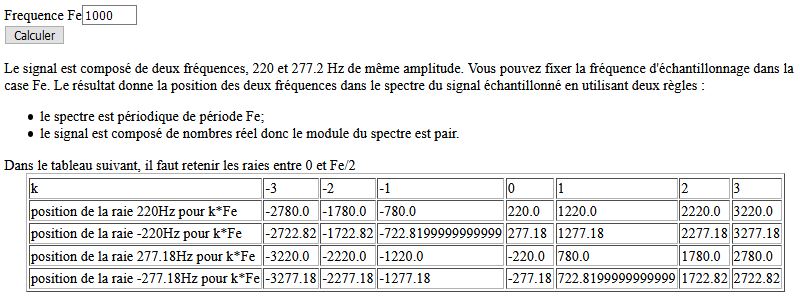 Frequence Fe 1000
Calculer
Le signal est composé de deux fréquences, 220 et 277.2 Hz de même amplitude. Vous pouvez fixer la fréquence d'échantillonnage dans la
case Fe. Le résultat donne la position des deux fréquences dans le spectre du signal échantillonné en utilisant deux règles :
• le spectre est périodique de période Fe;
• le signal est composé de nombres réel donc le module du spectre est pair.
Dans le tableau suivant, il faut retenir les raies entre 0 et Fe/2
k -3 -2 -1 0 1 2 3
position de la raie 220Hz pour k*Fe -2780.0 -1780.0 -780.0 220.0 1220.0 2220.0 3220.0
position de la raie -220Hz pour k*Fe -2722.82 -1722.82 -722.8199999999999 277.18 1277.18 2277.18 3277.18
position de la raie 277.18Hz pour k*Fe -3220.0 -2220.0 -1220.0 -220.0 780.0 1780.0 2780.0
position de la raie -277.18Hz pour k*Fe -3277.18 -2277.18 -1277.18 -277.18 722.8199999999999 1722.82 2722.82